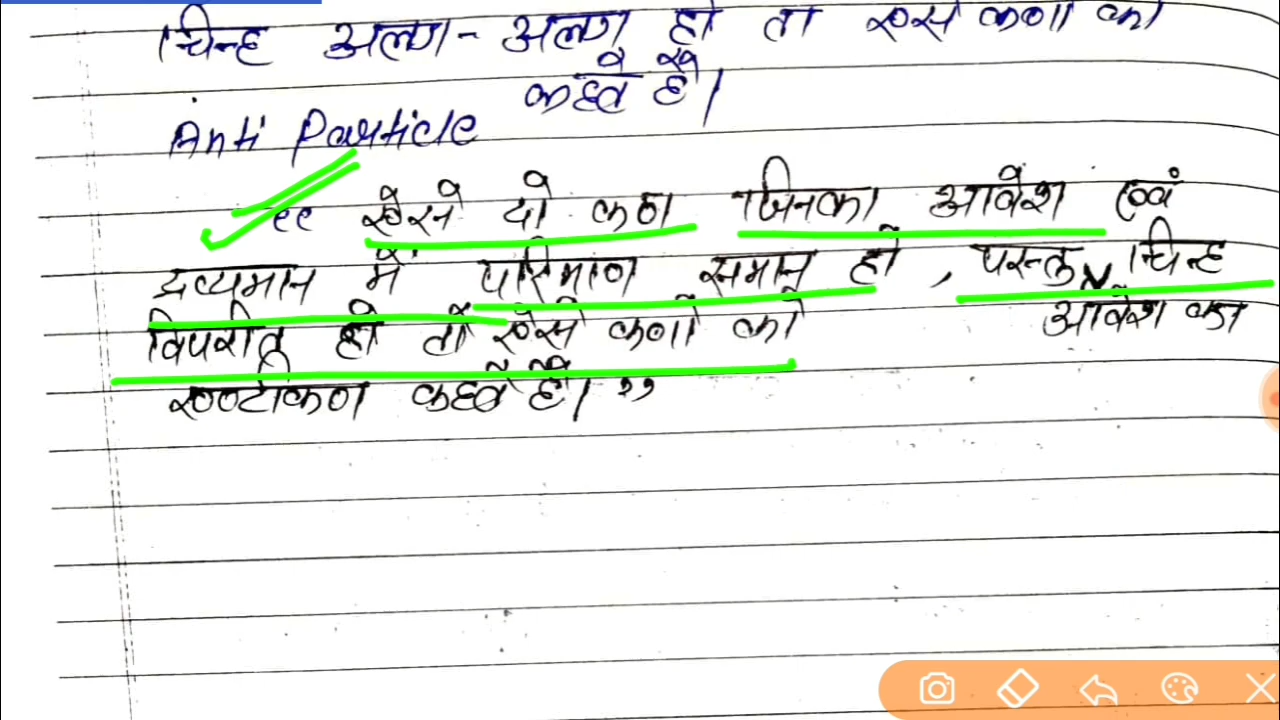 चिन्ह अलग - अलग हो तो ऐसे कणों को
कहते है।
Anti Particle
“ ऐसे दो कण जिनका आवेश एवं
द्रव्यमान में परिमाण समान हो , परन्तु चिन्ह
आवेश का
विपरीत हो तो ऐसे कणों को
एण्टीकण कहते है। ”